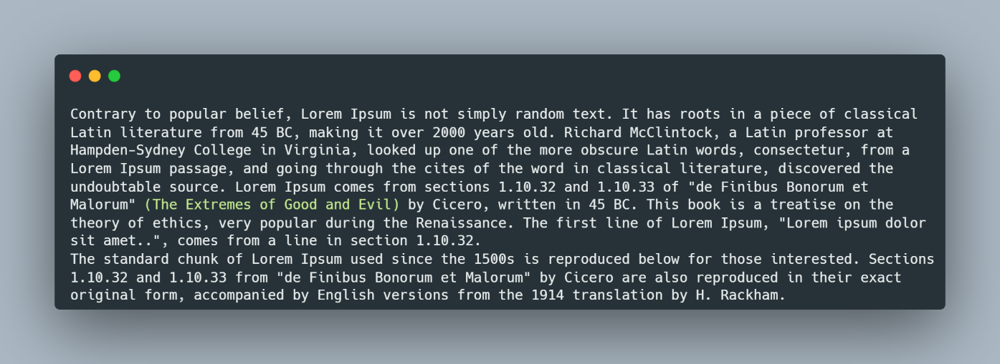 Contrary to popular belief, Lorem Ipsum is not simply random text. It has roots in a piece of classical
Latin literature from 45 BC, making it over 2000 years old. Richard McClintock, a Latin professor at
Hampden-Sydney College in Virginia, looked up one of the more obscure Latin words, consectetur, from a
Lorem Ipsum passage, and going through the cites of the word in classical literature, discovered the
undoubtable source. Lorem Ipsum comes from sections 1.10.32 and 1.10.33 of "de Finibus Bonorum et
Malorum" (The Extremes of Good and Evil) by Cicero, written in 45 BC. This book is a treatise on the
theory of ethics, very popular during the Renaissance. The first line of Lorem Ipsum, "Lorem ipsum dolor
sit amet..", comes from a line in section 1.10.32.
The standard chunk of Lorem Ipsum used since the 1500s is reproduced below for those interested. Sections
1.10.32 and 1.10.33 from "de Finibus Bonorum et Malorum" by Cicero are also reproduced in their exact
original form, accompanied by English versions from the 1914 translation by H. Rackham.